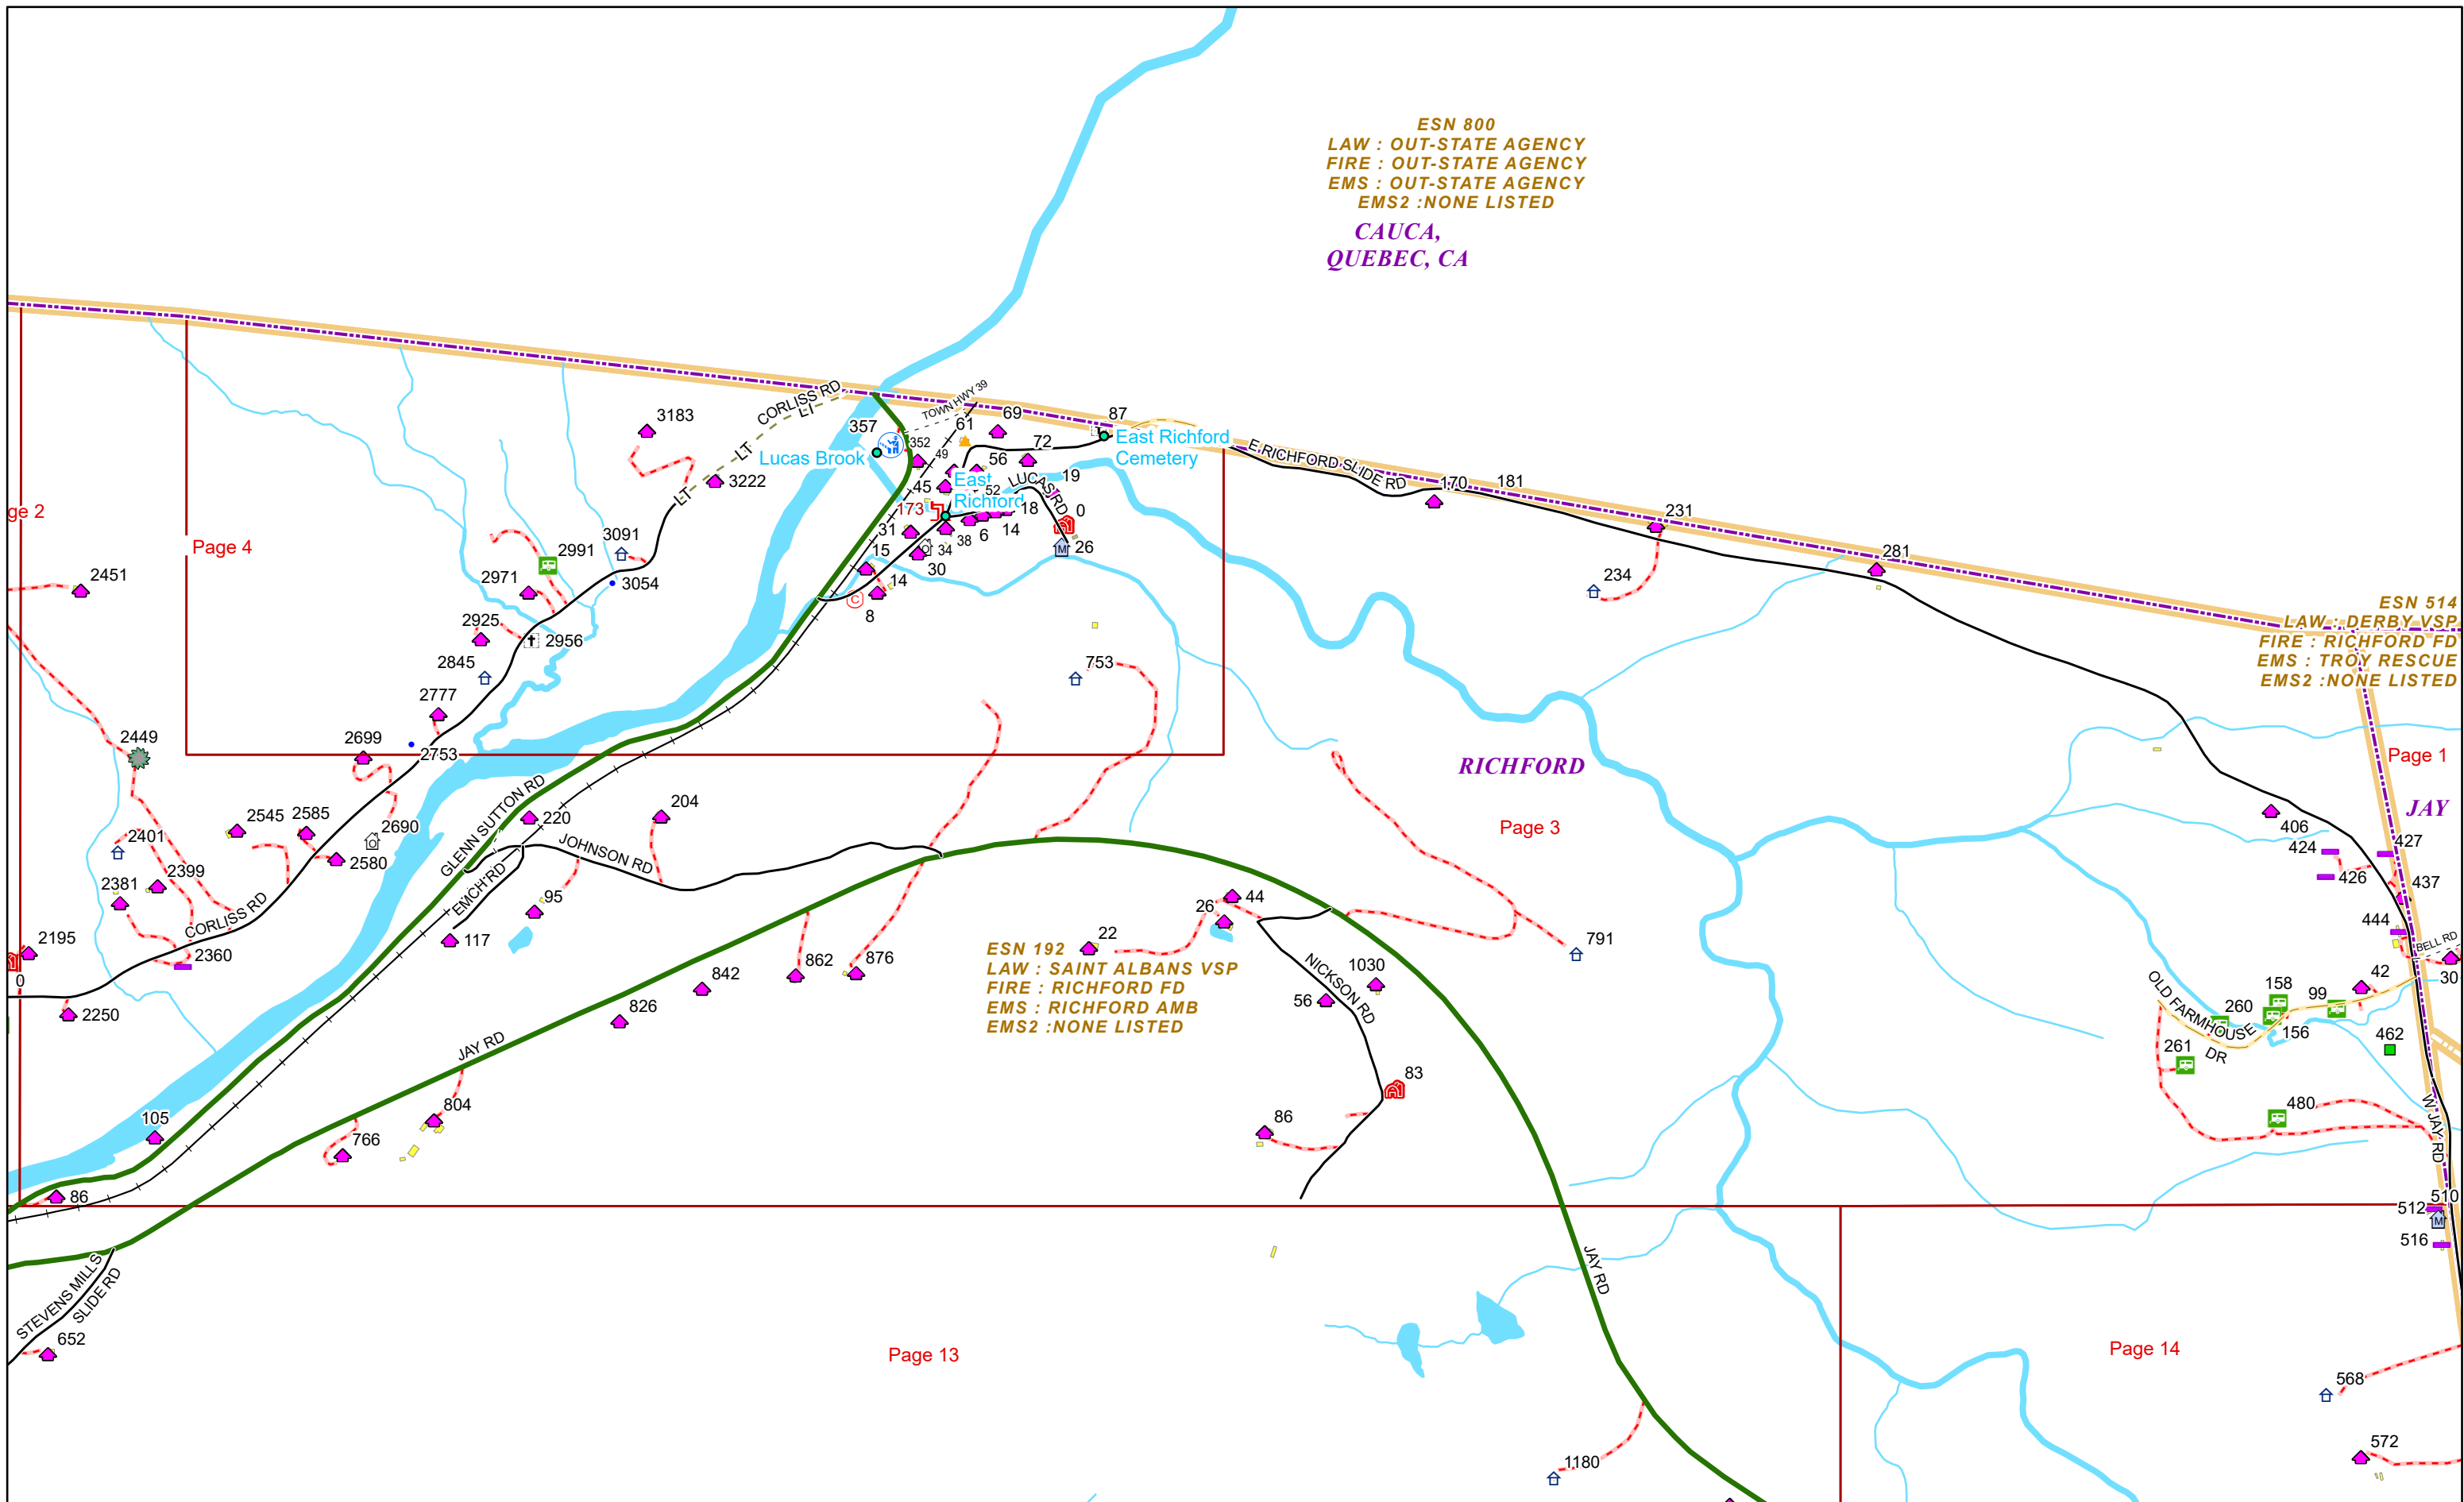 ESN 800
LAW : OUT-STATE AGENCY
FIRE : OUT-STATE AGENCY
EMS : OUT-STATE AGENCY
EMS2 :NONE LISTED
CAUCA,
QUEBEC, CA
CORLISS RD
LT
LT
LT
TOWN HWY 39
3183
357
352
61
69
87
72
49
Lucas Brook
East Richford
Cemetery
56
3222
45
East
Richford
52
LUCAS RD
19
E RICHFORD SLIDE RD
170
181
ge 2
173
18
0
231
Page 4
3091
31
38
6
14
34
26
2991
15
30
281
2451
2971
3054
14
234
C
8
M
ESN 514
LAW : DERBY VSP
FIRE : RICHFORD FD
EMS : TROY RESCUE
EMS2 :NONE LISTED
2925
2956
2845
753
2777
2449
2699
2753
RICHFORD
Page 1
JAY
GLENN SUTTON RD
204
2545
2585
2690
220
Page 3
406
2401
2580
JOHNSON RD
424
427
2399
2381
EMCH RD
95
426
437
CORLISS RD
44
26
444
2195
117
22
BELL RD
2360
ESN 192
LAW : SAINT ALBANS VSP
FIRE : RICHFORD FD
EMS : RICHFORD AMB
EMS2 :NONE LISTED
791
0
842
862
876
NICKSON RD
1030
42
30
OLD FARMHOUSE
DR
158
99
260
156
2250
826
56
462
JAY RD
261
83
804
480
W JAY RD
105
86
766
86
510
512
M
516
STEVENS MILLS
SLIDE RD
JAY RD
652
Page 13
Page 14
568
572
1180